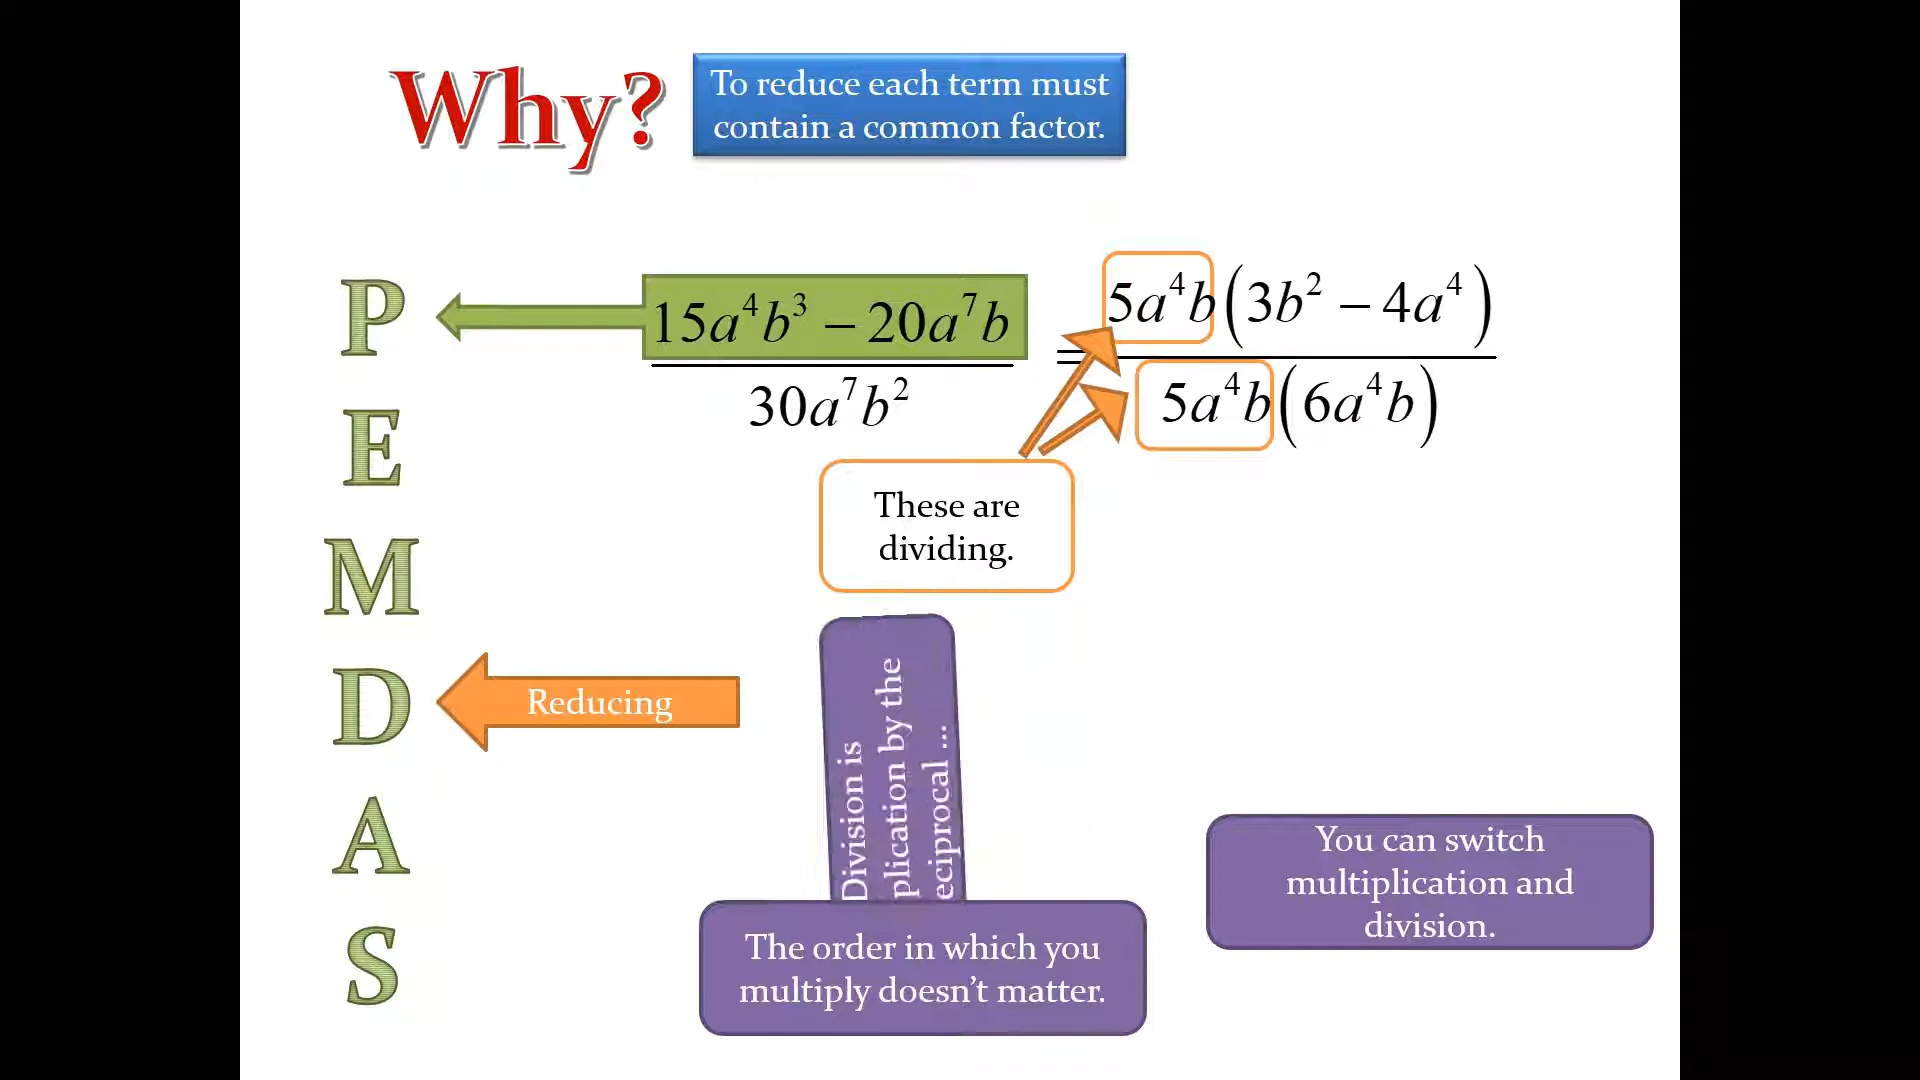 Why?
To reduce each term must
contain a common factor.
P
E
M
D
A
S
15a⁴b³ – 20a⁷b
30a⁷b²
=
5a⁴b(3b² – 4a⁴)
5a⁴b(6a⁴b)
These are
dividing.
Reducing
Division is
plication by the
eciprocal ...
The order in which you
multiply doesn't matter.
You can switch
multiplication and
division.